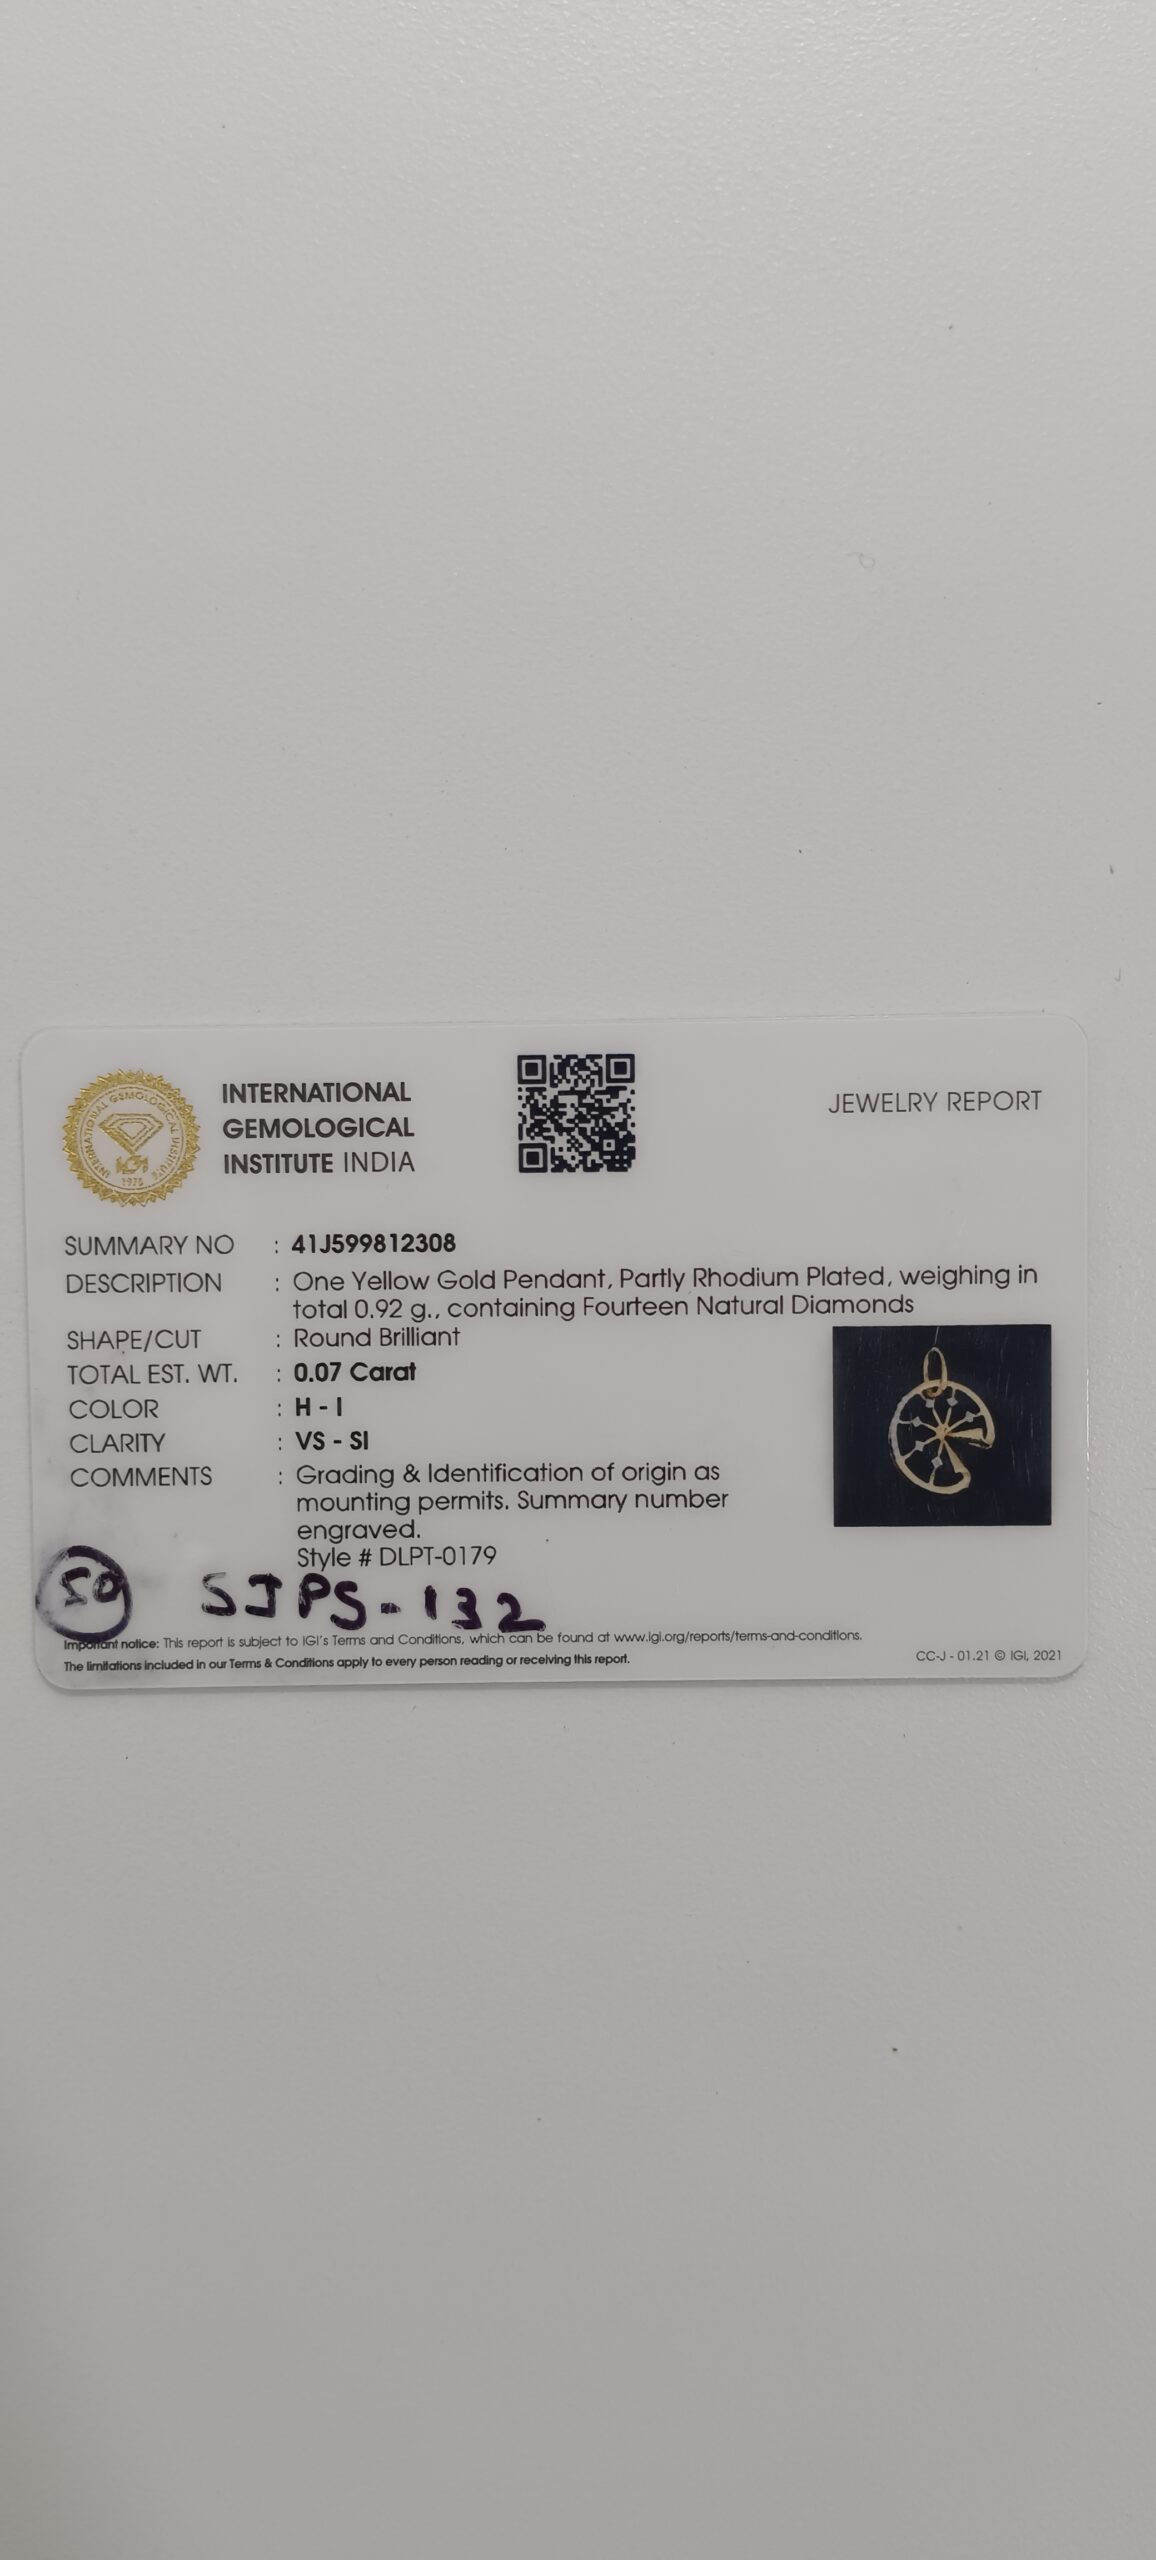 INTERNATIONAL
GEMOLOGICAL
INSTITUTE INDIA
JEWELRY REPORT
INTERNATIONAL GEMOLOGICAL INSTITUTE
IGI
1975
SUMMARY NO : 41J599812308
DESCRIPTION : One Yellow Gold Pendant, Partly Rhodium Plated, weighing in
total 0.92 g., containing Fourteen Natural Diamonds
SHAPE/CUT : Round Brilliant
TOTAL EST. WT. : 0.07 Carat
COLOR : H - I
CLARITY : VS - SI
COMMENTS : Grading & Identification of origin as
mounting permits. Summary number
engraved.
Style # DLPT-0179
50 SJPS-132
Important notice: This report is subject to IGI's Terms and Conditions, which can be found at www.igi.org/reports/terms-and-conditions.
The limitations included in our Terms & Conditions apply to every person reading or receiving this report.
CC-J - 01.21 © IGI, 2021